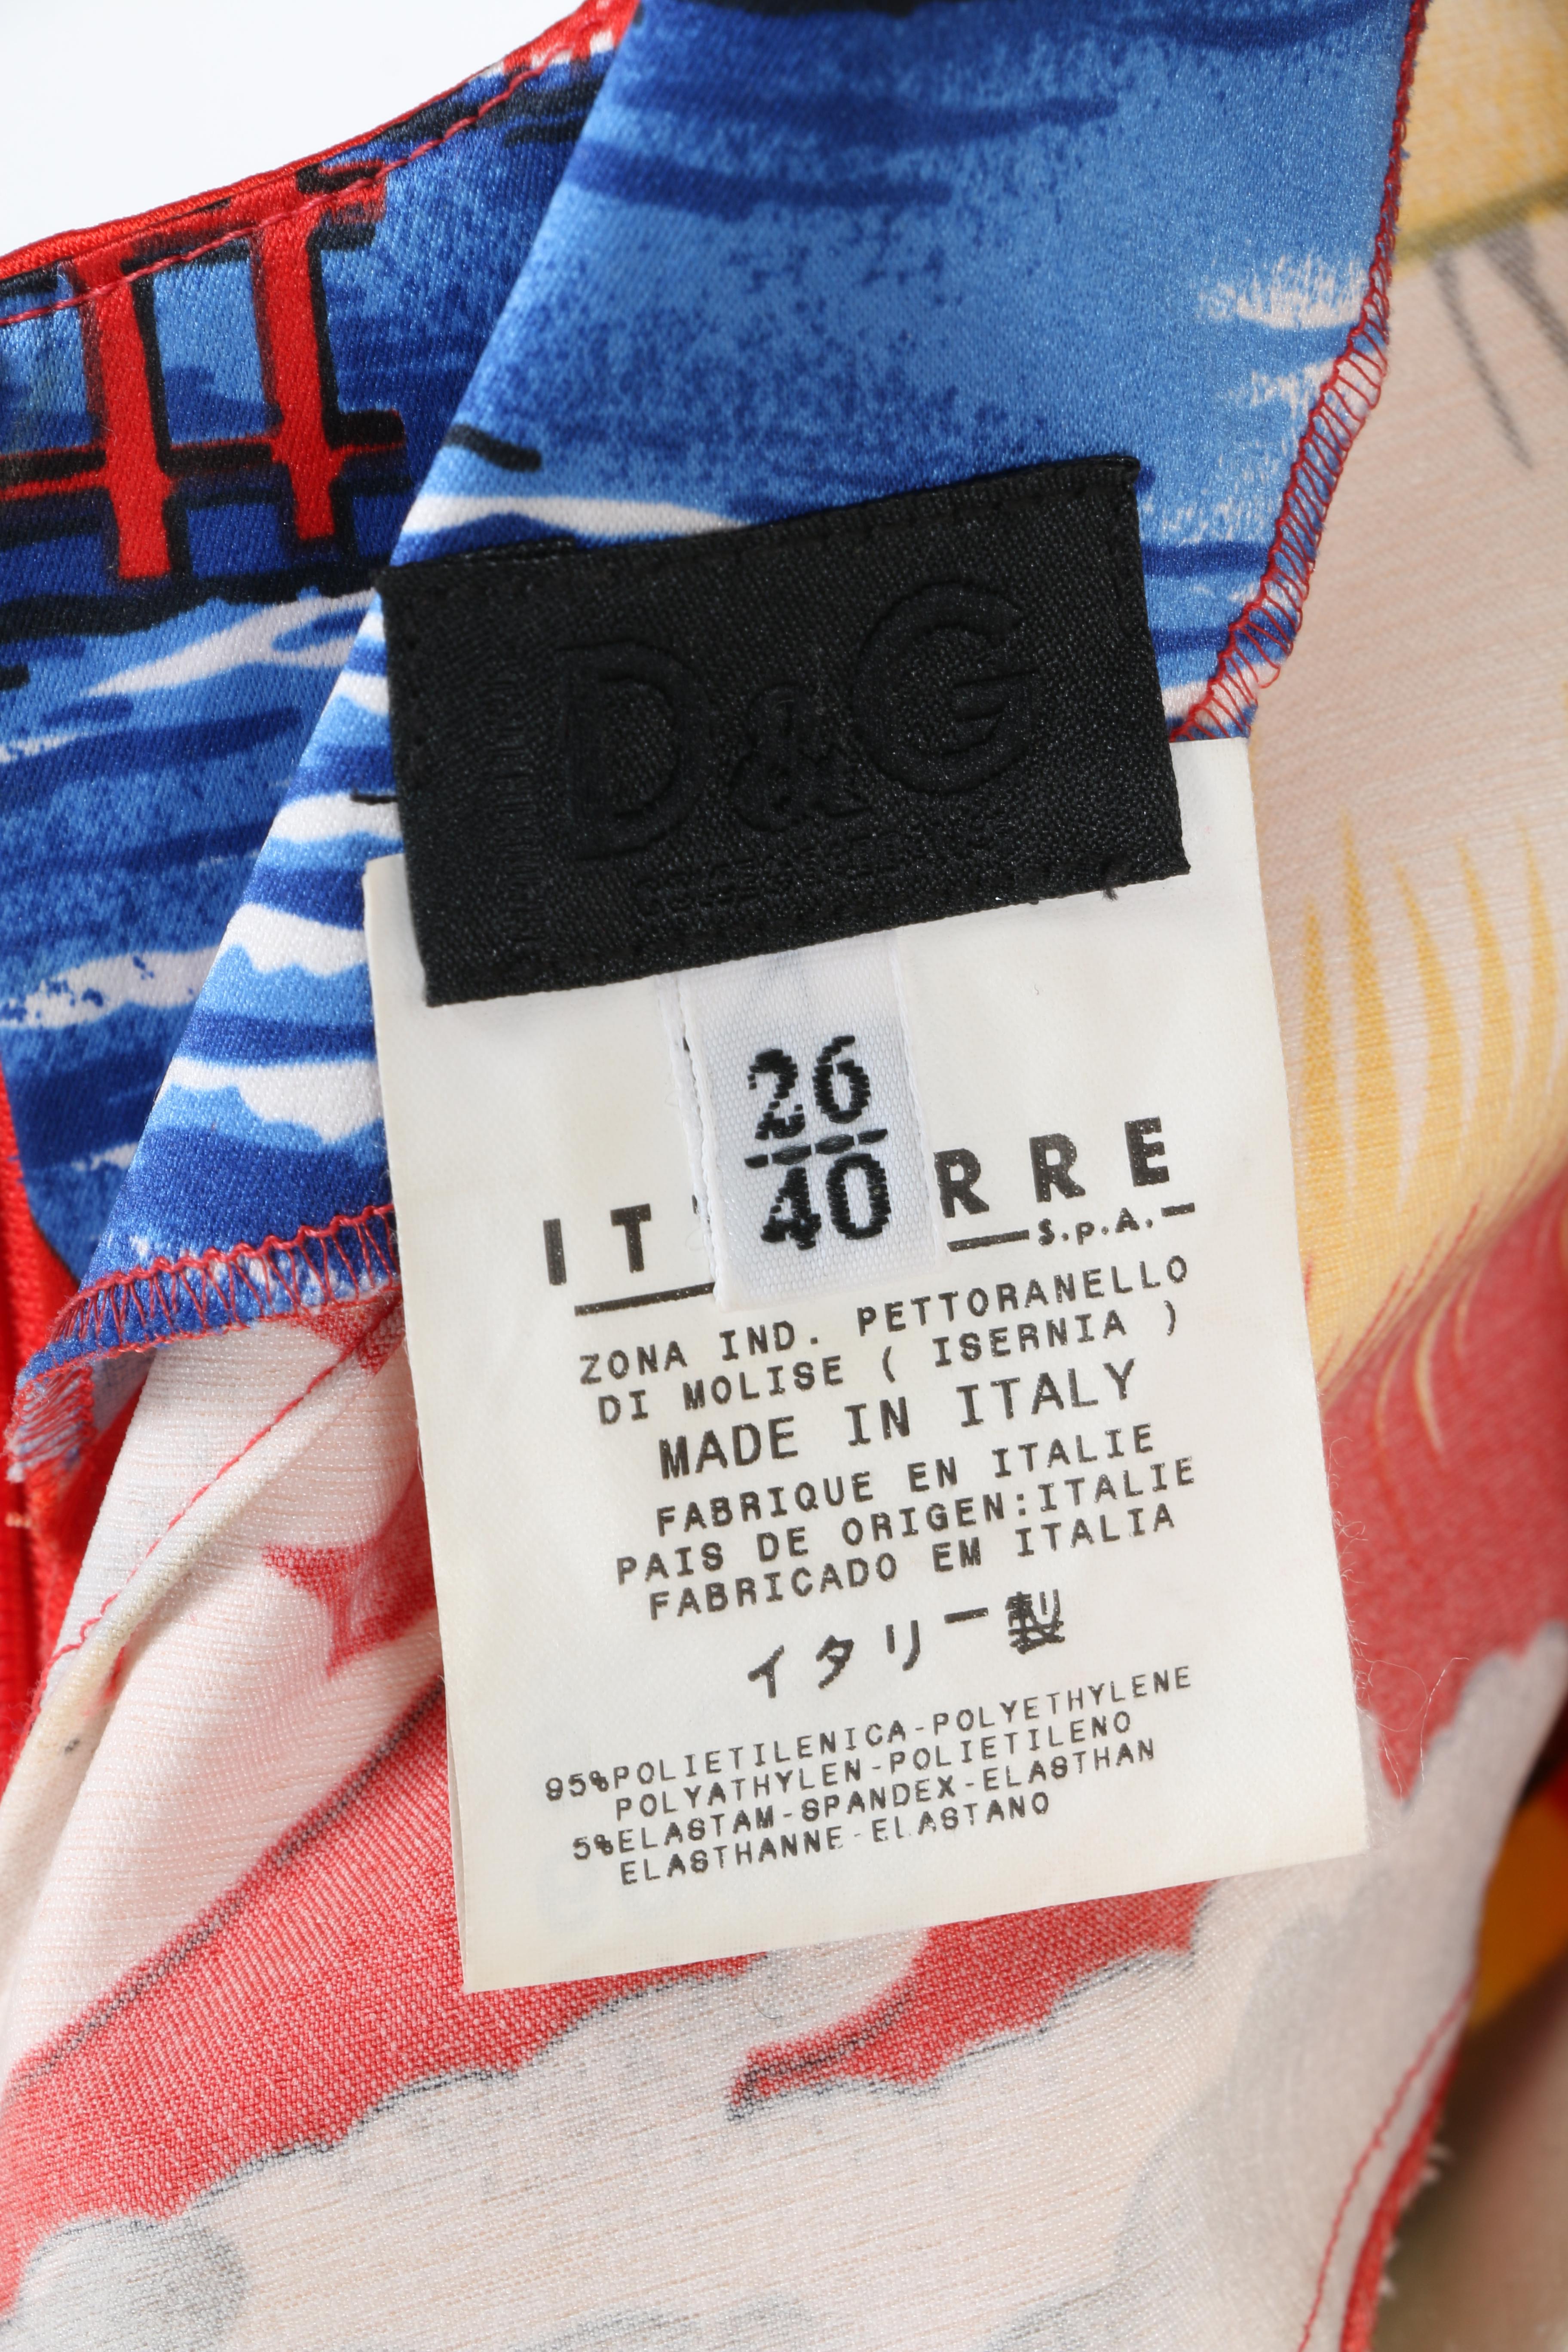 D&G
26
40
IT RRE
S.p.A.
ZONA IND. PETTORANELLO
DI MOLISE ( ISERNIA )
MADE IN ITALY
FABRIQUE EN ITALIE
PAIS DE ORIGEN:ITALIE
FABRICADO EM ITALIA
イタリー製
95%POLIETILENICA-POLYETHYLENE
POLYATHYLEN-POLIETILENO
5%ELASTAM-SPANDEX-ELASTHAN
ELASTHANNE-ELASTANO